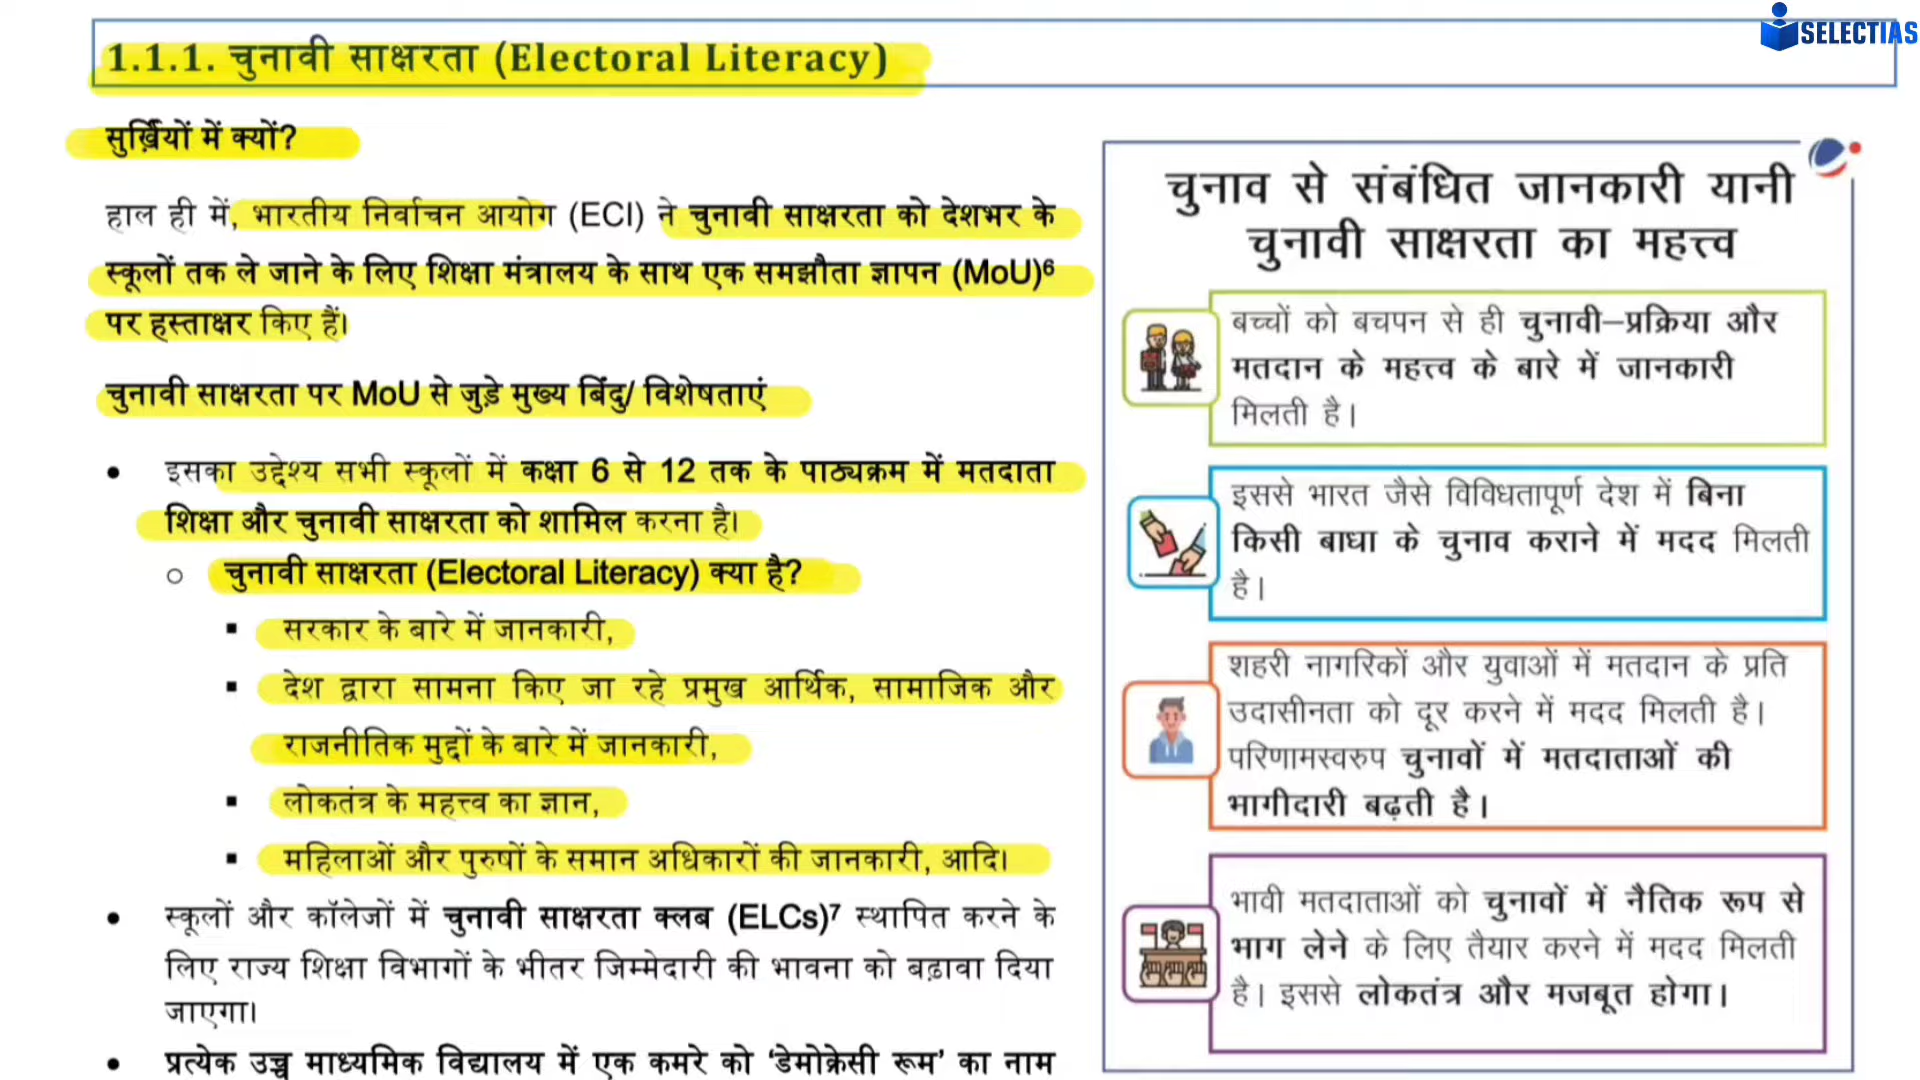 SELECTIAS
1.1.1. चुनावी साक्षरता (Electoral Literacy)
सुर्ख़ियों में क्यों?
हाल ही में, भारतीय निर्वाचन आयोग (ECI) ने चुनावी साक्षरता को देशभर के
स्कूलों तक ले जाने के लिए शिक्षा मंत्रालय के साथ एक समझौता ज्ञापन (MoU)⁶
पर हस्ताक्षर किए हैं।
चुनावी साक्षरता पर MoU से जुड़े मुख्य बिंदु/ विशेषताएं
• इसका उद्देश्य सभी स्कूलों में कक्षा 6 से 12 तक के पाठ्यक्रम में मतदाता
शिक्षा और चुनावी साक्षरता को शामिल करना है।
○ चुनावी साक्षरता (Electoral Literacy) क्या है?
▪ सरकार के बारे में जानकारी,
▪ देश द्वारा सामना किए जा रहे प्रमुख आर्थिक, सामाजिक और
राजनीतिक मुद्दों के बारे में जानकारी,
▪ लोकतंत्र के महत्त्व का ज्ञान,
▪ महिलाओं और पुरुषों के समान अधिकारों की जानकारी, आदि।
• स्कूलों और कॉलेजों में चुनावी साक्षरता क्लब (ELCs)⁷ स्थापित करने के
लिए राज्य शिक्षा विभागों के भीतर जिम्मेदारी की भावना को बढ़ावा दिया
जाएगा।
• प्रत्येक उच्च माध्यमिक विद्यालय में एक कमरे को ‘डेमोक्रेसी रूम’ का नाम
चुनाव से संबंधित जानकारी यानी
चुनावी साक्षरता का महत्त्व
बच्चों को बचपन से ही चुनावी–प्रक्रिया और
मतदान के महत्त्व के बारे में जानकारी
मिलती है।
इससे भारत जैसे विविधतापूर्ण देश में बिना
किसी बाधा के चुनाव कराने में मदद मिलती
है।
शहरी नागरिकों और युवाओं में मतदान के प्रति
उदासीनता को दूर करने में मदद मिलती है।
परिणामस्वरुप चुनावों में मतदाताओं की
भागीदारी बढ़ती है।
भावी मतदाताओं को चुनावों में नैतिक रूप से
भाग लेने के लिए तैयार करने में मदद मिलती
है। इससे लोकतंत्र और मजबूत होगा।